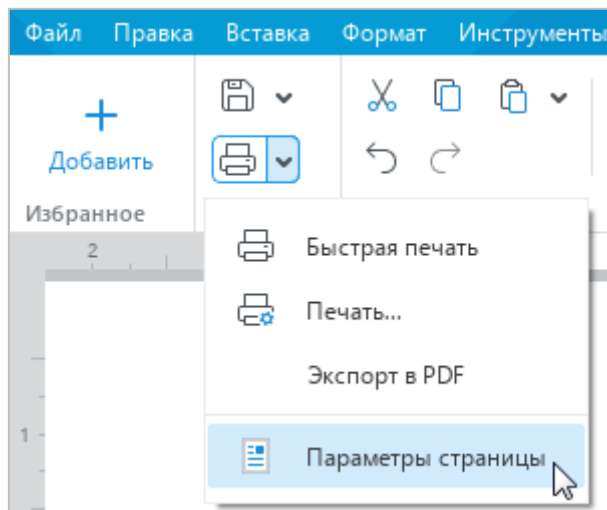 Файл Правка Вставка Формат Инструменты
Добавить
Избранное
2
Быстрая печать
Печать...
Экспорт в PDF
1
Параметры страницы